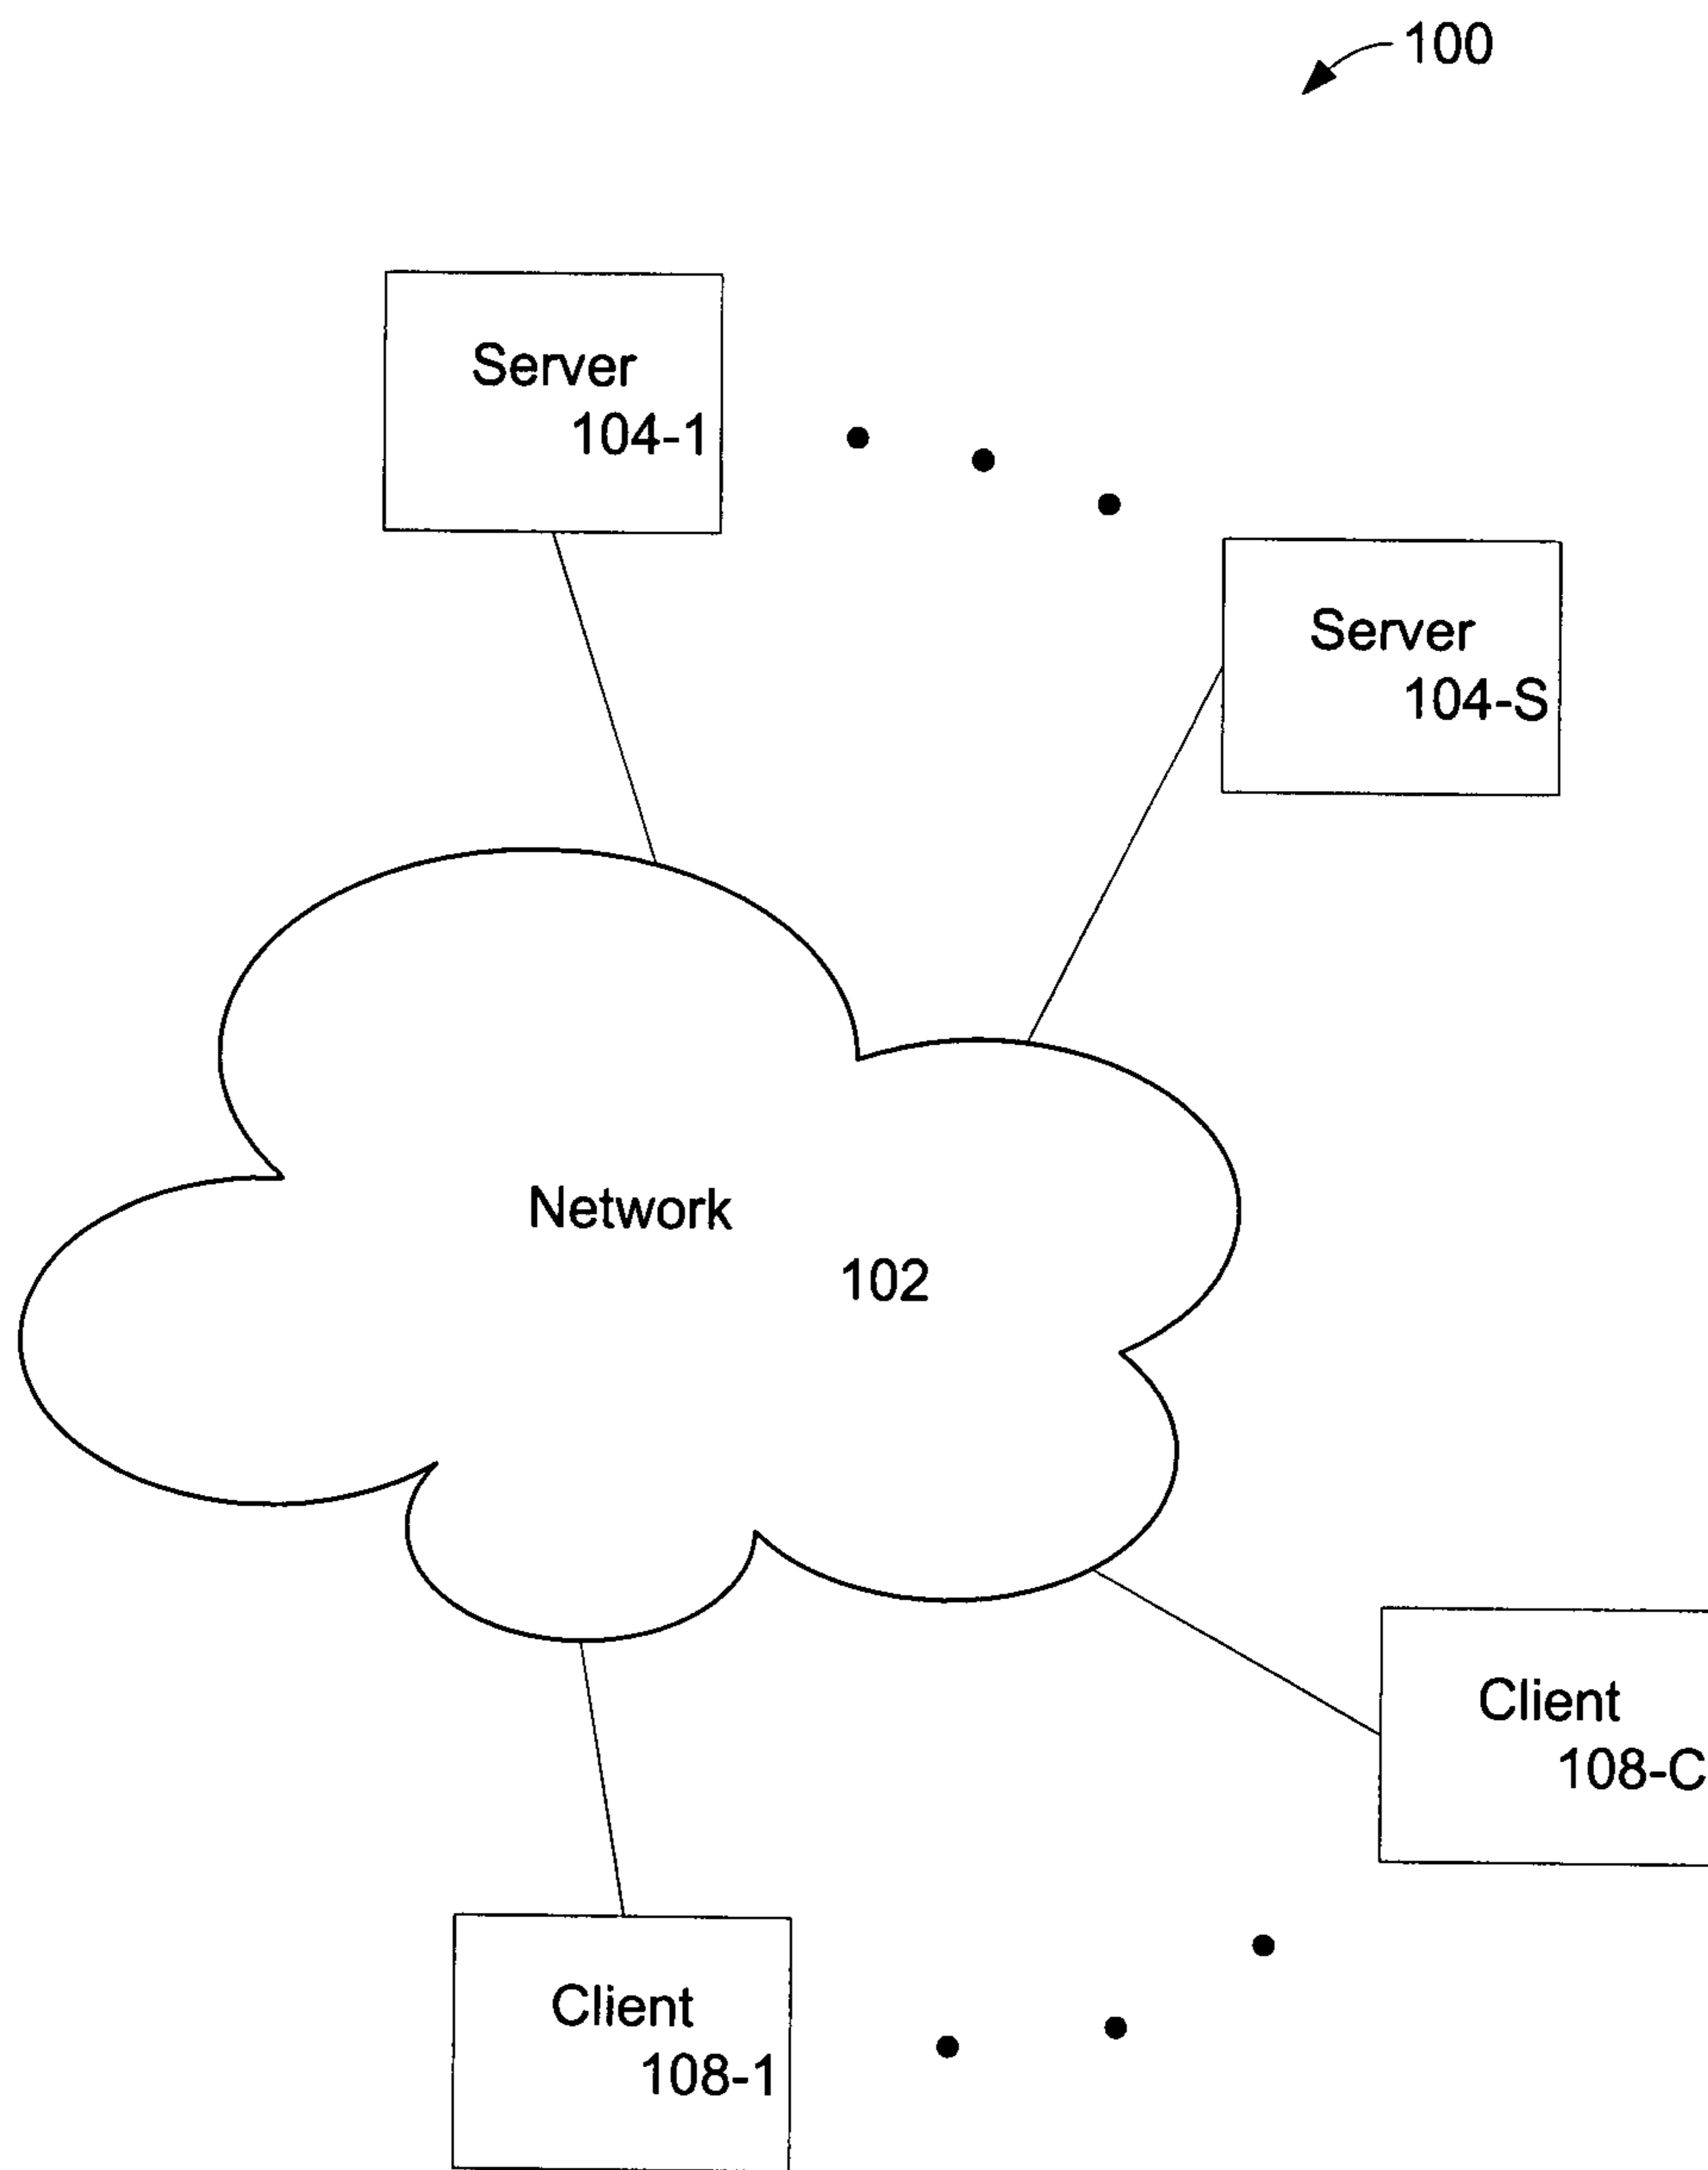 100
Server
104-1
Server
104-S
Network
102
Client
108-C
Client
108-1